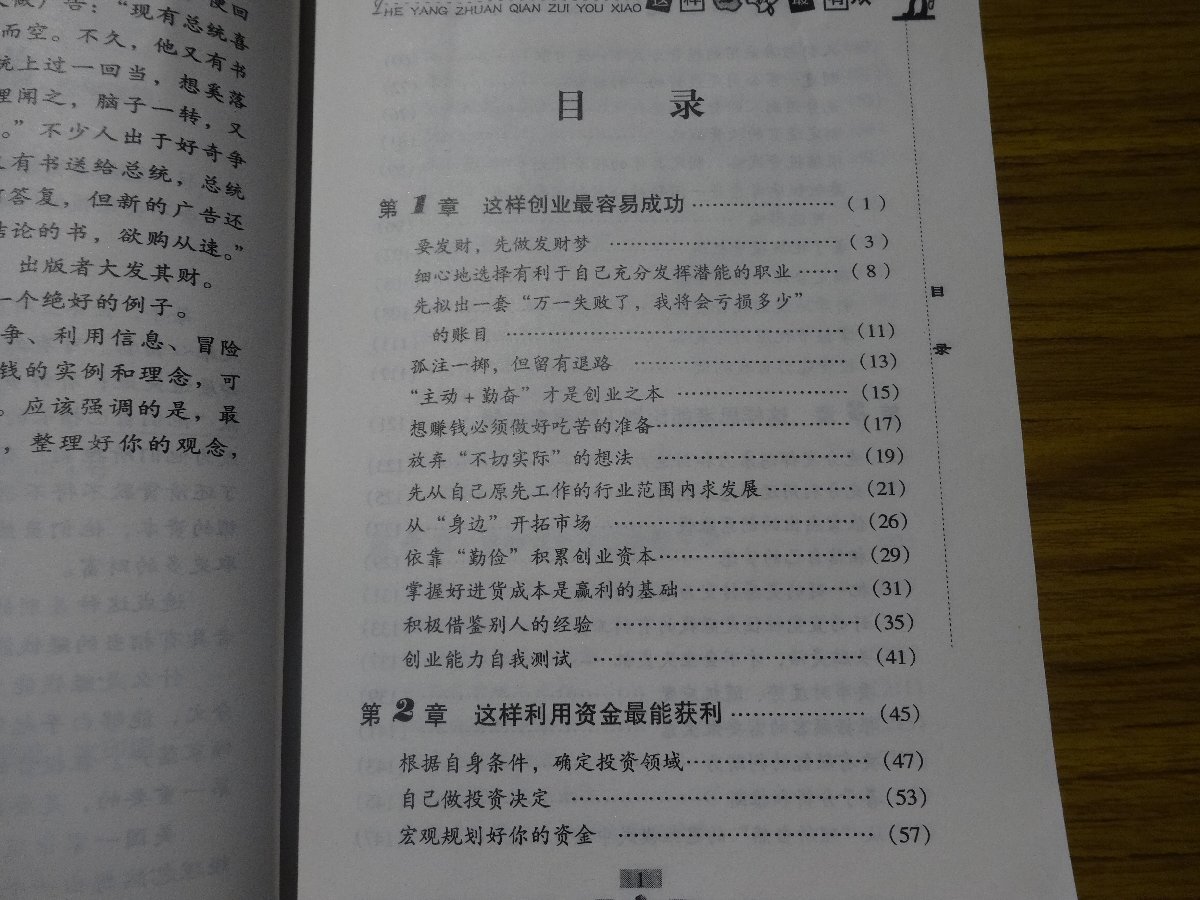 告：“现有总统喜
而空。不久，他又有书
统上过一回当，想奚落
理闻之，脑子一转，又
。”不少人出于好奇争
有书送给总统，总统
答复，但新的广告还
结论的书，欲购从速。”
出版者大发其财。
一个绝好的例子。
争、利用信息、冒险
钱的实例和理念，可
。应该强调的是，最
，整理好你的观念，
HE YANG ZHUAN QIAN ZUI YOU XIAO
目 录
第1章 这样创业最容易成功 ………………（1）
要发财，先做发财梦 ………………………………（3）
细心地选择有利于自己充分发挥潜能的职业 ……（8）
先拟出一套“万一失败了，我将会亏损多少”
的账目 ……………………………………………（11）
孤注一掷，但留有退路 ……………………………（13）
“主动+勤奋”才是创业之本 ………………………（15）
想赚钱必须做好吃苦的准备…………………………（17）
放弃“不切实际”的想法 …………………………（19）
先从自己原先工作的行业范围内求发展 …………（21）
从“身边”开拓市场 ………………………………（26）
依靠“勤俭”积累创业资本…………………………（29）
掌握好进货成本是赢利的基础………………………（31）
积极借鉴别人的经验 ………………………………（35）
创业能力自我测试 …………………………………（41）
第2章 这样利用资金最能获利 ………………（45）
根据自身条件，确定投资领域………………………（47）
自己做投资决定 ……………………………………（53）
宏观规划好你的资金 ………………………………（57）
目
录
1